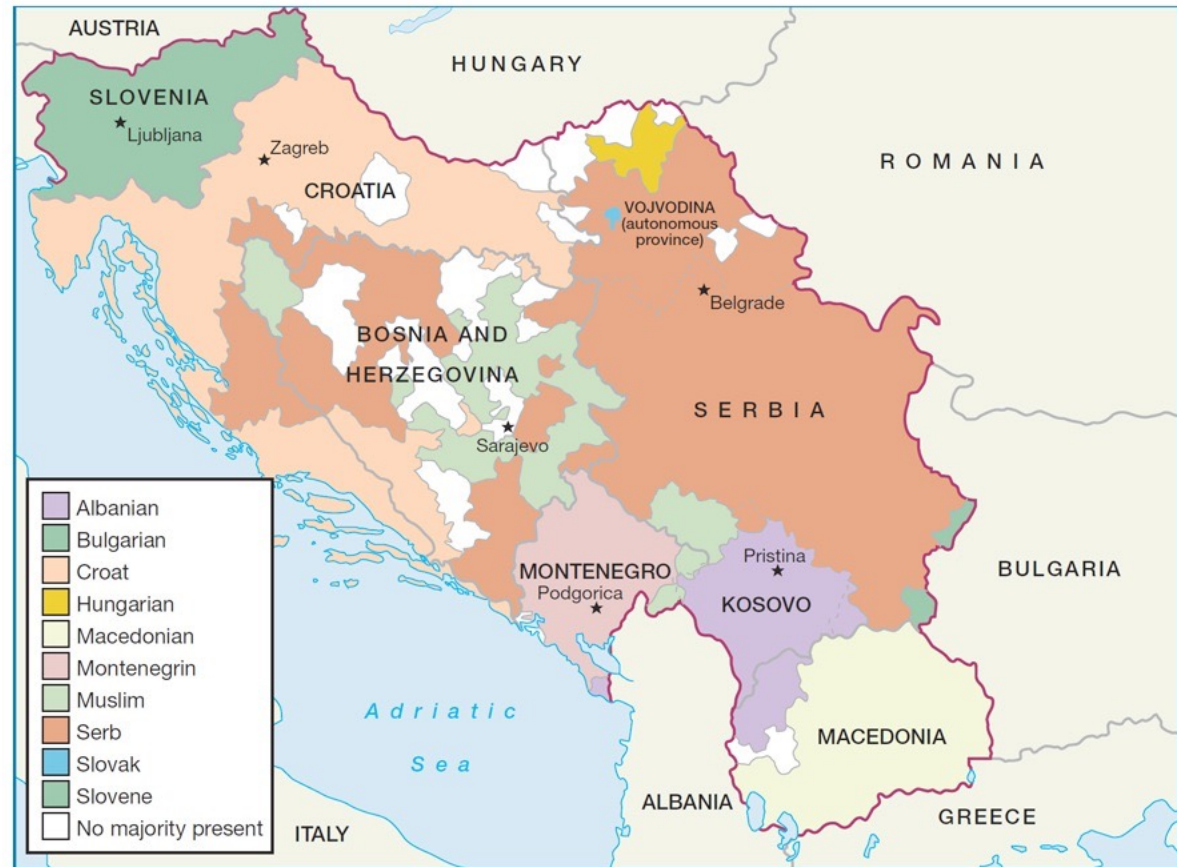 AUSTRIA
HUNGARY
SLOVENIA
Ljubljana
Zagreb
ROMANIA
CROATIA
VOJVODINA
(autonomous
province)
Belgrade
BOSNIA AND
HERZEGOVINA
SERBIA
Sarajevo
Albanian
Bulgarian
Croat
Hungarian
Macedonian
Montenegrin
Muslim
Serb
Slovak
Slovene
No majority present
MONTENEGRO
Podgorica
Pristina
KOSOVO
BULGARIA
Adriatic
Sea
MACEDONIA
ALBANIA
GREECE
ITALY